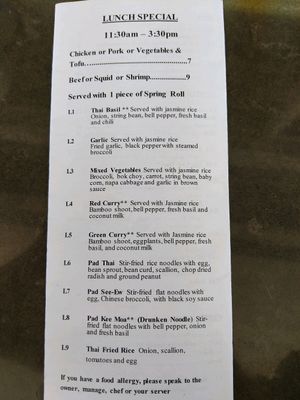 LUNCH SPECIAL
11:30am – 3:30pm
Chicken or Pork or Vegetables &
Tofu.................................................7
Beef or Squid or Shrimp..............9
Served with 1 piece of Spring Roll
L1 Thai Basil ** Served with jasmine rice
Onion, string bean, bell pepper, fresh basil
and chili
L2 Garlic Served with jasmine rice
Fried garlic, black pepper with steamed
broccoli
L3 Mixed Vegetables Served with jasmine rice
Broccoli, bok choy, carrot, string bean, baby
corn, napa cabbage and garlic in brown
sauce
L4 Red Curry** Served with Jasmine rice
Bamboo shoot, bell pepper, fresh basil and
coconut milk
L5 Green Curry** Served with Jasmine rice
Bamboo shoot, eggplants, bell pepper, fresh
basil, and coconut milk
L6 Pad Thai Stir-fried rice noodles with egg,
bean sprout, bean curd, scallion, chop dried
radish and ground peanut
L7 Pad See-Ew Stir-fried flat noodles with
egg, Chinese broccoli, with black soy sauce
L8 Pad Kee Moa** (Drunken Noodle) Stir-
fried flat noodles with bell pepper, onion
and fresh basil
L9 Thai Fried Rice Onion, scallion,
tomatoes and egg
If you have a food allergy, please speak to the
owner, manage, chef or your server